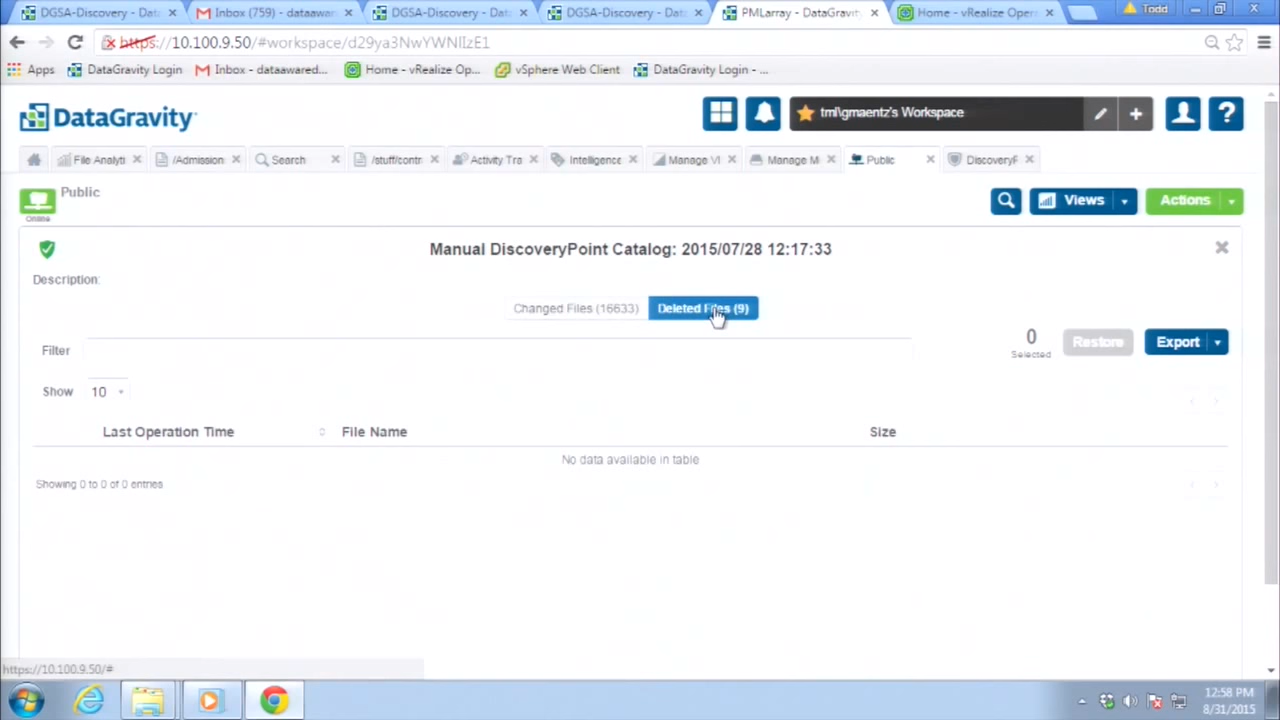 DGSA-Discovery - Dat
Inbox (759) - dataawar
DGSA-Discovery - Dat
DGSA-Discovery - Dat
PMLarray - DataGravity
Home - vRealize Oper
Todd
https://10.100.9.50/#workspace/d29ya3NwYWNlIzE1
Apps
DataGravity Login
Inbox - dataawared...
Home - vRealize Op...
vSphere Web Client
DataGravity Login - ...
DataGravity
tml\gmaentz's Workspace
File Analyti
/Admission
Search
/stuff/contr
Activity Tra
Intelligence
Manage VI
Manage M
Public
DiscoveryP
Public
Online
Views
Actions
Manual DiscoveryPoint Catalog: 2015/07/28 12:17:33
Description:
Changed Files (16633)
Deleted Files (9)
Filter
0
Selected
Restore
Export
Show 10
Last Operation Time
File Name
Size
No data available in table
Showing 0 to 0 of 0 entries
https://10.100.9.50/#
12:58 PM
8/31/2015